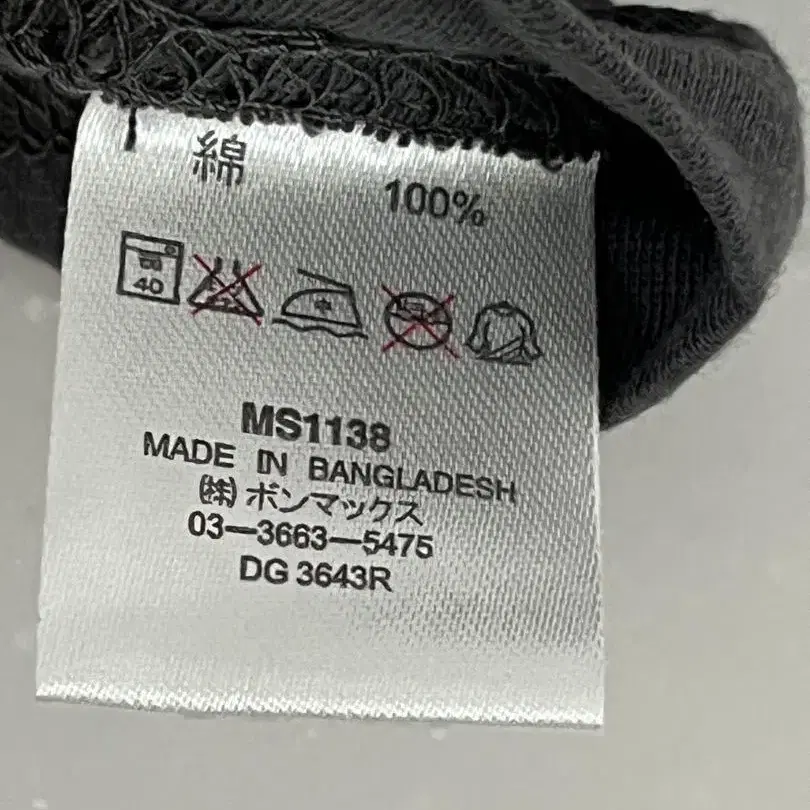 綿 100%
40
中
MS1138
MADE IN BANGLADESH
㈱ボンマックス
03—3663—5475
DG 3643R